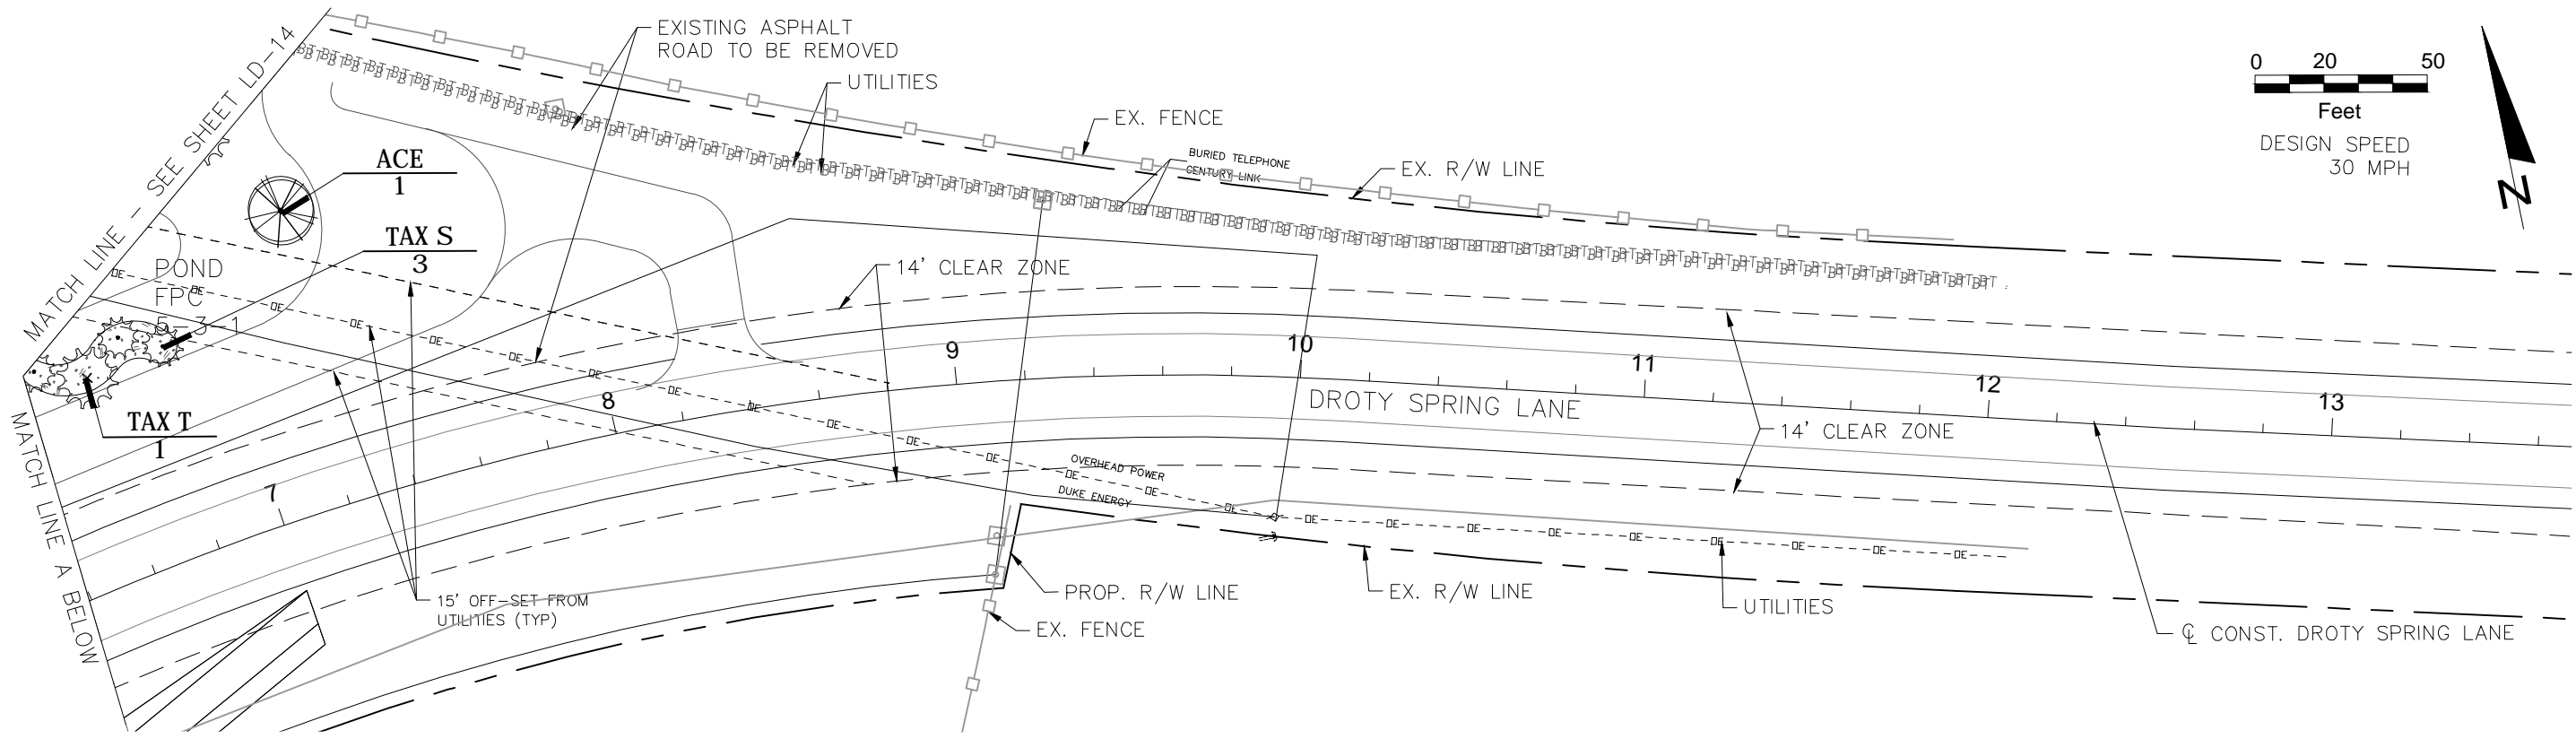 EXISTING ASPHALT
ROAD TO BE REMOVED
UTILITIES
EX. FENCE
BURIED TELEPHONE
CENTURY LINK
EX. R/W LINE
0 20 50
Feet
DESIGN SPEED
30 MPH
N
MATCH LINE - SEE SHEET LD-14
ACE
1
TAX S
3
POND
FPC
5-3-1
TAX T
1
MATCH LINE A BELOW
14' CLEAR ZONE
7
8
9
10
11
12
13
DROTY SPRING LANE
14' CLEAR ZONE
OVERHEAD POWER
DUKE ENERGY
15' OFF-SET FROM
UTILITIES (TYP)
PROP. R/W LINE
EX. FENCE
EX. R/W LINE
UTILITIES
℄ CONST. DROTY SPRING LANE